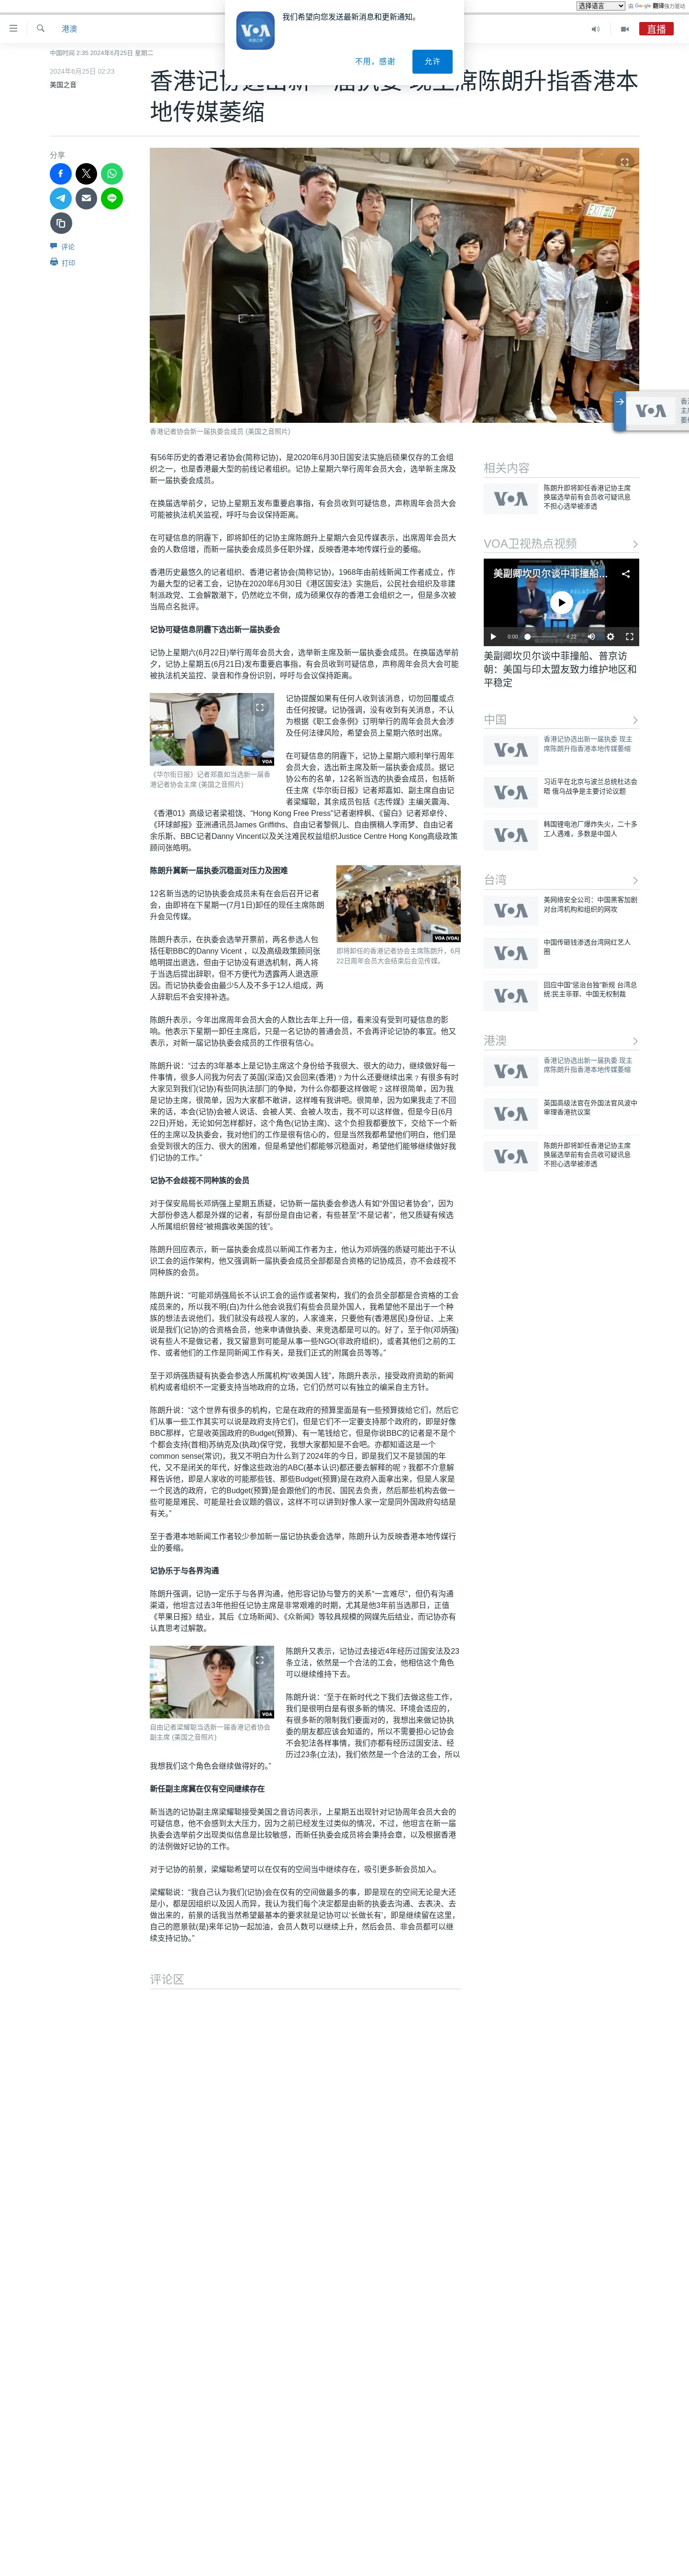 选择语言 由 Google 翻译强力驱动
我们希望向您发送最新消息和更新通知。
不用，感谢
允许
港澳
直播
中国时间 2:35 2024年6月25日 星期二
2024年6月25日 02:23
美国之音
香港记协选出新一届执委 现主席陈朗升指香港本
地传媒萎缩
分享
评论
打印
香港记者协会新一届执委会成员 (美国之音照片)
有56年历史的香港记者协会(简称记协)，是2020年6月30日国安法实施后硕果仅存的工会组
织之一，也是香港最大型的前线记者组织。记协上星期六举行周年会员大会，选举新主席及
新一届执委会成员。
在换届选举前夕，记协上星期五发布重要启事指，有会员收到可疑信息，声称周年会员大会
可能被执法机关监视，呼吁与会议保持距离。
在可疑信息的阴霾下，即将卸任的记协主席陈朗升上星期六会见传媒表示，出席周年会员大
会的人数倍增，而新一届执委会成员多任职外媒，反映香港本地传媒行业的萎缩。
香港历史最悠久的记者组织、香港记者协会(简称记协)，1968年由前线新闻工作者成立，作
为最大型的记者工会，记协在2020年6月30日《港区国安法》实施后，公民社会组织及非建
制派政党、工会解散潮下，仍然屹立不倒，成为硕果仅存的香港工会组织之一，但是多次被
当局点名批评。
记协可疑信息阴霾下选出新一届执委会
记协上星期六(6月22日)举行周年会员大会，选举新主席及新一届执委会成员。在换届选举前
夕，记协上星期五(6月21日)发布重要启事指，有会员收到可疑信息，声称周年会员大会可能
被执法机关监控、录音和作身份识别，呼吁与会议保持距离。
《华尔街日报》记者郑嘉如当选新一届香
港记者协会主席 (美国之音照片)
记协提醒如果有任何人收到该消息，切勿回覆或点
击任何按键。记协强调，没有收到有关消息，不认
为根据《职工会条例》订明举行的周年会员大会涉
及任何法律风险，希望会员上星期六依时出席。
在可疑信息的阴霾下，记协上星期六顺利举行周年
会员大会，选出新主席及新一届执委会成员。据记
协公布的名单，12名新当选的执委会成员，包括新
任主席《华尔街日报》记者郑嘉如、副主席自由记
者梁耀聪，其余成员包括《志传媒》主编关震海、
《香港01》高级记者梁祖饶、“Hong Kong Free Press”记者谢梓枫、《留白》记者郑卓伶、
《环球邮报》亚洲通讯员James Griffiths、自由记者黎佩儿、自由撰稿人李雨梦、自由记者
余乐斯、BBC记者Danny Vincent以及关注难民权益组织Justice Centre Hong Kong高级政策
顾问张皓明。
陈朗升冀新一届执委沉稳面对压力及困难
即将卸任的香港记者协会主席陈朗升，6月
22日周年会员大会结束后会见传媒。
12名新当选的记协执委会成员未有在会后召开记者
会，由即将在下星期一(7月1日)卸任的现任主席陈朗
升会见传媒。
陈朗升表示，在执委会选举开票前，两名参选人包
括任职BBC的Danny Vicent ，以及高级政策顾问张
皓明提出退选，但由于记协没有退选机制，两人将
于当选后提出辞职，但不方便代为透露两人退选原
因。而记协执委会由最少5人及不多于12人组成，两
人辞职后不会安排补选。
陈朗升表示，今年出席周年会员大会的人数比去年上升一倍，看来没有受到可疑信息的影
响。他表示下星期一卸任主席后，只是一名记协的普通会员，不会再评论记协的事宜。他又
表示，对新一届记协执委会成员的工作很有信心。
陈朗升说：“过去的3年基本上是记协主席这个身份给予我很大、很大的动力，继续做好每一
件事情，很多人问我为何去了英国(深造)又会回来(香港)﹖为什么还要继续出来﹖有很多有时
大家见到我们(记协)有些同执法部门的争拗，为什么你都要这样做呢﹖都是很简单，因为我
是记协主席，很简单，因为大家都不敢讲，这样唯有我讲吧。很简单，因为如果我走了不回
来的话，本会(记协)会被人说话、会被人笑、会被人攻击，我不可以这样做，但是今日(6月
22日)开始，无论如何怎样都好，这个角色(记协主席)、这个负担我都要放下，交给下一个新
任的主席以及执委会，我对他们的工作是很有信心的，但是当然我都希望他们明白，他们是
会受到很大的压力、很大的困难，但是希望他们都能够沉稳面对，希望他们能够继续做好我
们记协的工作。”
记协不会歧视不同种族的会员
对于保安局局长邓炳强上星期五质疑，记协新一届执委会参选人有如“外国记者协会”，因为
大部份参选人都是外媒的记者，有部份是自由记者，有些甚至“不是记者”，他又质疑有候选
人所属组织曾经“被揭露收美国的钱”。
陈朗升回应表示，新一届执委会成员以新闻工作者为主，他认为邓炳强的质疑可能出于不认
识工会的运作架构，他又强调新一届执委会成员全部都是合资格的记协成员，亦不会歧视不
同种族的会员。
陈朗升说：“可能邓炳强局长不认识工会的运作或者架构，我们的会员全部都是合资格的工会
成员来的，所以我不明(白)为什么他会说我们有些会员是外国人，我希望他不是出于一个种
族的想法去说他们，我们就没有歧视人家的，人家谁来，只要他有(香港居民)身份证、上来
说是我们(记协)的合资格会员，他来申请做执委、来竞选都是可以的。好了，至于你(邓炳强)
说有些人不是做记者，我又留意到可能是从事一些NGO(非政府组织)，或者其他们之前的工
作、或者他们的工作是同新闻工作有关，是我们正式的附属会员等等。”
至于邓炳强质疑有执委会参选人所属机构“收美国人钱”，陈朗升表示，接受政府资助的新闻
机构或者组织不一定要支持当地政府的立场，它们仍然可以有独立的编采自主方针。
陈朗升说：“这个世界有很多的机构，它是在政府的预算里面是有一些预算拨给它们，然后它
们从事一些工作其实可以说是政府支持它们，但是它们不一定要支持那个政府的，即是好像
BBC那样，它是收英国政府的Budget(预算)、有一笔钱给它，但是你说BBC的记者是不是个
个都会支持(首相)苏纳克及(执政)保守党，我想大家都知是不会吧。亦都知道这是一个
common sense(常识)，我又不明白为什么到了2024年的今日，即是我们又不是锁国的年
代，又不是闭关的年代，好像这些政治的ABC(基本认识)都还要去解释的呢﹖我都不介意解
释告诉他，即是人家收的可能那些钱、那些Budget(预算)是在政府入面拿出来，但是人家是
一个民选的政府，它的Budget(预算)是会跟他们的市民、国民去负责，然后那些机构去做一
些可能是难民、可能是社会议题的倡议，这样不可以讲到好像人家一定是同外国政府勾结是
有关。”
至于香港本地新闻工作者较少参加新一届记协执委会选举，陈朗升认为反映香港本地传媒行
业的萎缩。
记协乐于与各界沟通
陈朗升强调，记协一定乐于与各界沟通，他形容记协与警方的关系“一言难尽”，但仍有沟通
渠道，他坦言过去3年他担任记协主席是非常艰难的时期，尤其是他3年前当选那日，正值
《苹果日报》结业，其后《立场新闻》、《众新闻》等较具规模的网媒先后结业，而记协亦有
认真思考过解散。
自由记者梁耀聪当选新一届香港记者协会
副主席 (美国之音照片)
陈朗升又表示，记协过去接近4年经历过国安法及23
条立法，依然是一个合法的工会，他相信这个角色
可以继续维持下去。
陈朗升说：“至于在新时代之下我们去做这些工作，
我们是很明白是有很多新的情况、环境会适应的，
有很多新的限制我们要面对的，我想出来做记协执
委的朋友都应该会知道的，所以不需要担心记协会
不会犯法各样事情，我们亦都有经历过国安法、经
历过23条(立法)，我们依然是一个合法的工会，所以
我想我们这个角色会继续做得好的。”
新任副主席冀在仅有空间继续存在
新当选的记协副主席梁耀聪接受美国之音访问表示，上星期五出现针对记协周年会员大会的
可疑信息，他不会感到太大压力，因为之前已经发生过类似的情况，不过，他坦言在新一届
执委会选举前夕出现类似信息是比较敏感，而新任执委会成员将会秉持会章，以及根据香港
的法例做好记协的工作。
对于记协的前景，梁耀聪希望可以在仅有的空间当中继续存在，吸引更多新会员加入。
梁耀聪说：“我自己认为我们(记协)会在仅有的空间做最多的事，即是现在的空间无论是大还
是小，都是因组织以及因人而异，我认为我们每个决定都是由新的执委去沟通、去表决、去
做出来的，前景的话我当然希望最基本的要求就是记协可以‘长做长有’，即是继续留在这里，
自己的愿景就(是)来年记协一起加油，会员人数可以继续上升，然后会员、非会员都可以继
续支持记协。”
评论区
相关内容
陈朗升即将卸任香港记协主席
换届选举前有会员收可疑讯息
不担心选举被渗透
VOA卫视热点视频
美副卿坎贝尔谈中菲撞船...
0:00
4:22
美副卿坎贝尔谈中菲撞船、普京访
朝：美国与印太盟友致力维护地区和
平稳定
中国
香港记协选出新一届执委 现主
席陈朗升指香港本地传媒萎缩
习近平在北京与波兰总统杜达会
晤 俄乌战争是主要讨论议题
韩国锂电池厂爆炸失火，二十多
工人遇难，多数是中国人
台湾
美网络安全公司：中国黑客加剧
对台湾机构和组织的网攻
中国传砸钱渗透台湾网红艺人
圈
回应中国“惩治台独”新规 台湾总
统:民主非罪、中国无权制裁
港澳
香港记协选出新一届执委 现主
席陈朗升指香港本地传媒萎缩
英国高级法官在外国法官风波中
审理香港抗议案
陈朗升即将卸任香港记协主席
换届选举前有会员收可疑讯息
不担心选举被渗透